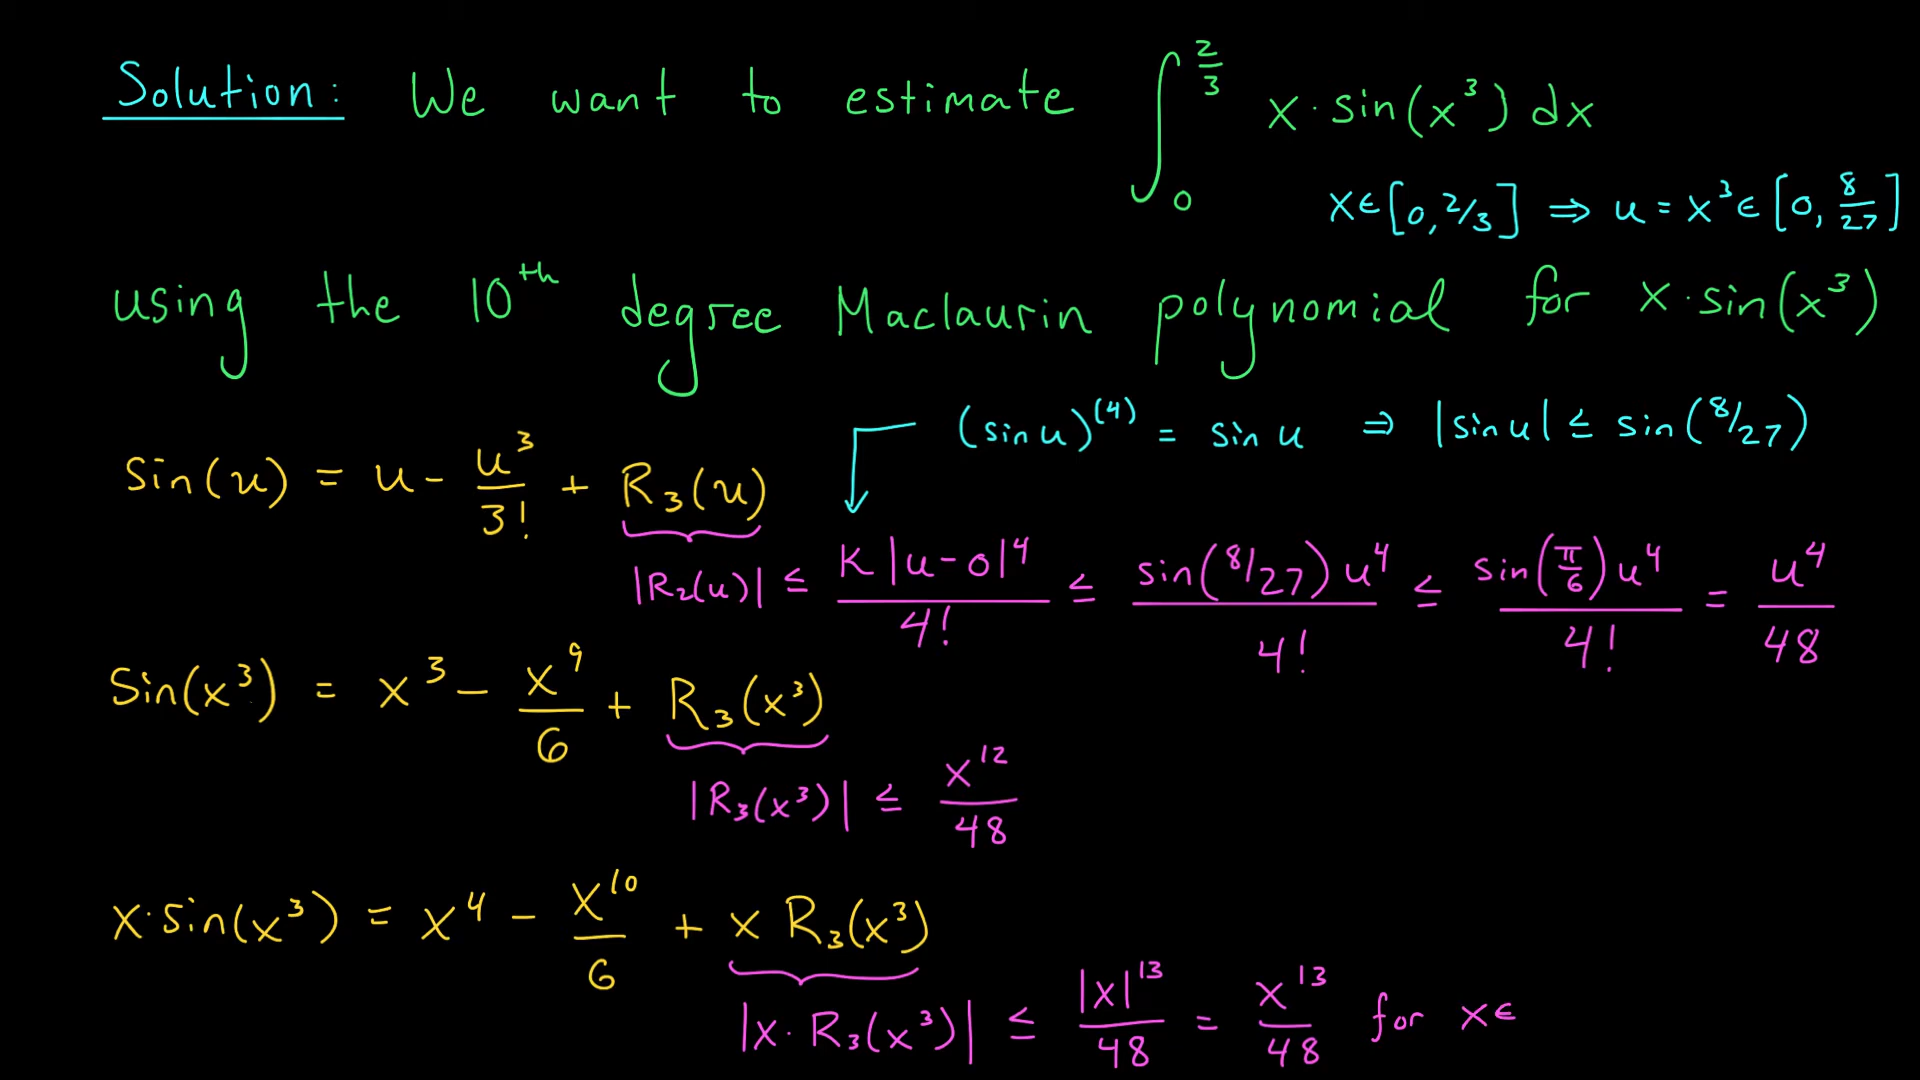 Solution: We want to estimate ∫_0^{2/3} x·sin(x³) dx
x∈[0, 2/3] ⇒ u = x³ ∈ [0, 8/27]
using the 10th degree Maclaurin polynomial for x·sin(x³)
(sin u)^(4) = sin u ⇒ |sin u| ≤ sin(8/27)
Sin(u) = u - u³/3! + R₃(u)
|R₂(u)| ≤ K|u-0|⁴/4! ≤ sin(8/27)u⁴/4! ≤ sin(π/6)u⁴/4! = u⁴/48
Sin(x³) = x³ - x⁹/6 + R₃(x³)
|R₃(x³)| ≤ x¹²/48
x·sin(x³) = x⁴ - x¹⁰/6 + x R₃(x³)
|x·R₃(x³)| ≤ |x|¹³/48 = x¹³/48 for x∈